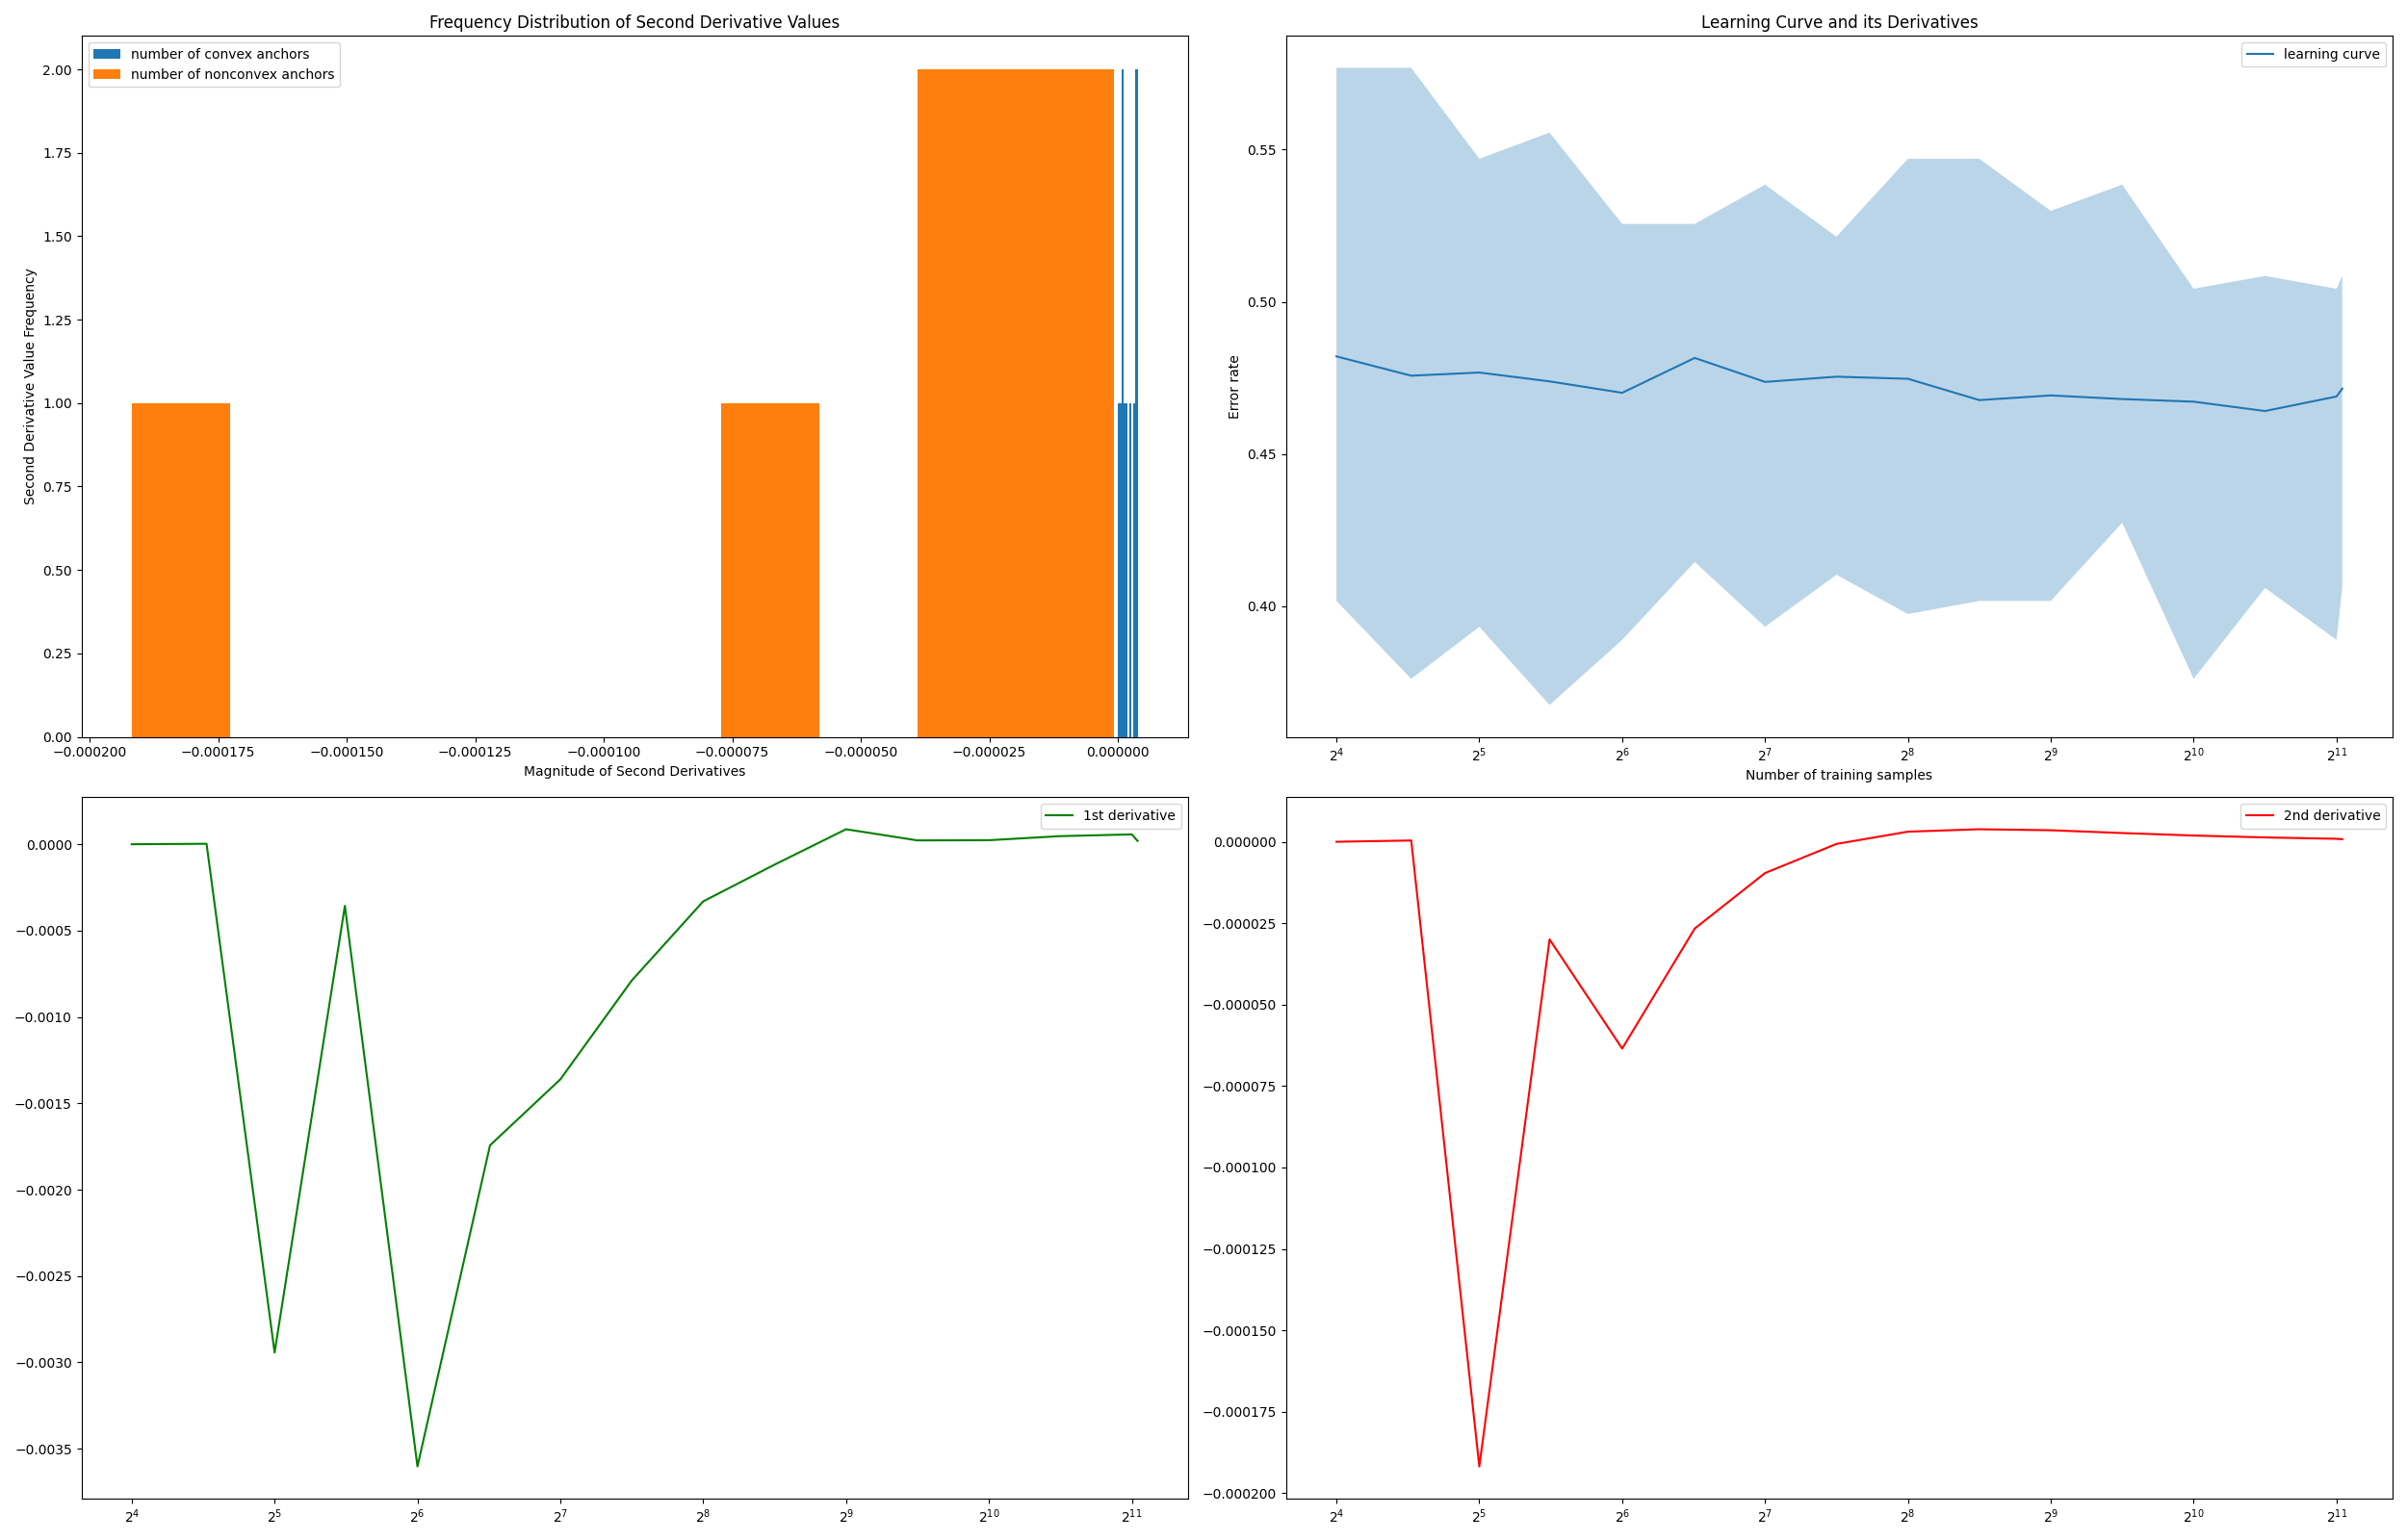 Frequency Distribution of Second Derivative Values
number of convex anchors
number of nonconvex anchors
Second Derivative Value Frequency
2.00
1.75
1.50
1.25
1.00
0.75
0.50
0.25
0.00
−0.000200 −0.000175 −0.000150 −0.000125 −0.000100 −0.000075 −0.000050 −0.000025 0.000000
Magnitude of Second Derivatives
Learning Curve and its Derivatives
learning curve
Error rate
0.55
0.50
0.45
0.40
2⁴ 2⁵ 2⁶ 2⁷ 2⁸ 2⁹ 2¹⁰ 2¹¹
Number of training samples
1st derivative
0.0000
−0.0005
−0.0010
−0.0015
−0.0020
−0.0025
−0.0030
−0.0035
2⁴ 2⁵ 2⁶ 2⁷ 2⁸ 2⁹ 2¹⁰ 2¹¹
2nd derivative
0.000000
−0.000025
−0.000050
−0.000075
−0.000100
−0.000125
−0.000150
−0.000175
−0.000200
2⁴ 2⁵ 2⁶ 2⁷ 2⁸ 2⁹ 2¹⁰ 2¹¹